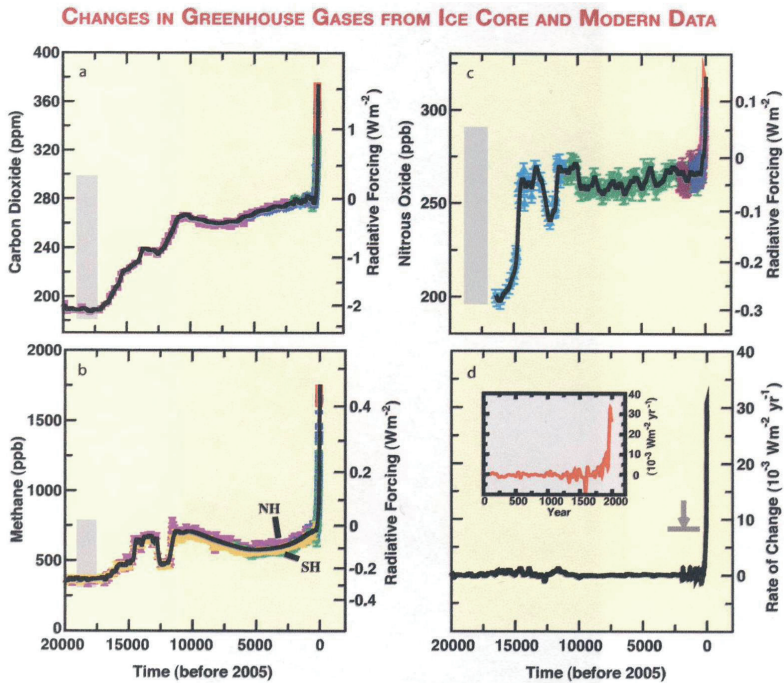 CHANGES IN GREENHOUSE GASES FROM ICE CORE AND MODERN DATA
a
Carbon Dioxide (ppm)
400
360
320
280
240
200
Radiative Forcing (Wm-2)
1
0
-1
-2
20000 15000 10000 5000 0
c
Nitrous Oxide (ppb)
300
250
200
Radiative Forcing (Wm-2)
0.1
0
-0.1
-0.2
-0.3
b
Methane (ppb)
2000
1500
1000
500
0
NH
SH
Radiative Forcing (Wm-2)
0.4
0.2
0
-0.2
-0.4
20000 15000 10000 5000 0
Time (before 2005)
d
40
30
20
10
0
(10-3 Wm-2 yr-1)
0 500 1000 1500 2000
Year
Rate of Change (10-3 Wm-2 yr-1)
40
30
20
10
0
20000 15000 10000 5000 0
Time (before 2005)